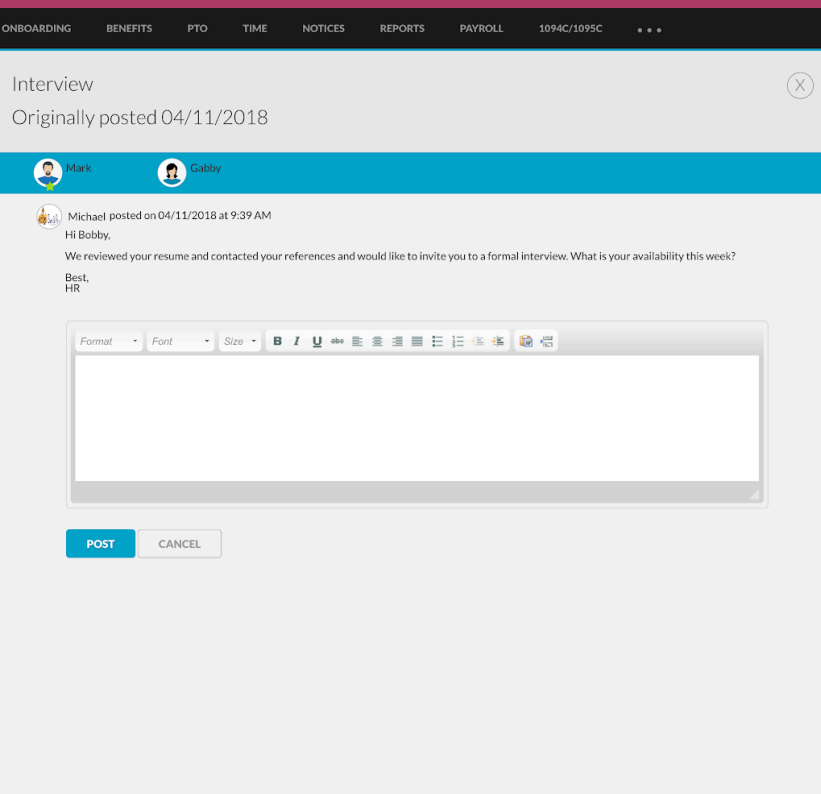 ONBOARDING BENEFITS PTO TIME NOTICES REPORTS PAYROLL 1094C/1095C
Interview
X
Originally posted 04/11/2018
Mark Gabby
Michael posted on 04/11/2018 at 9:39 AM
Hi Bobby,
We reviewed your resume and contacted your references and would like to invite you to a formal interview. What is your availability this week?
Best,
HR
Format Font Size B I U abc
POST CANCEL